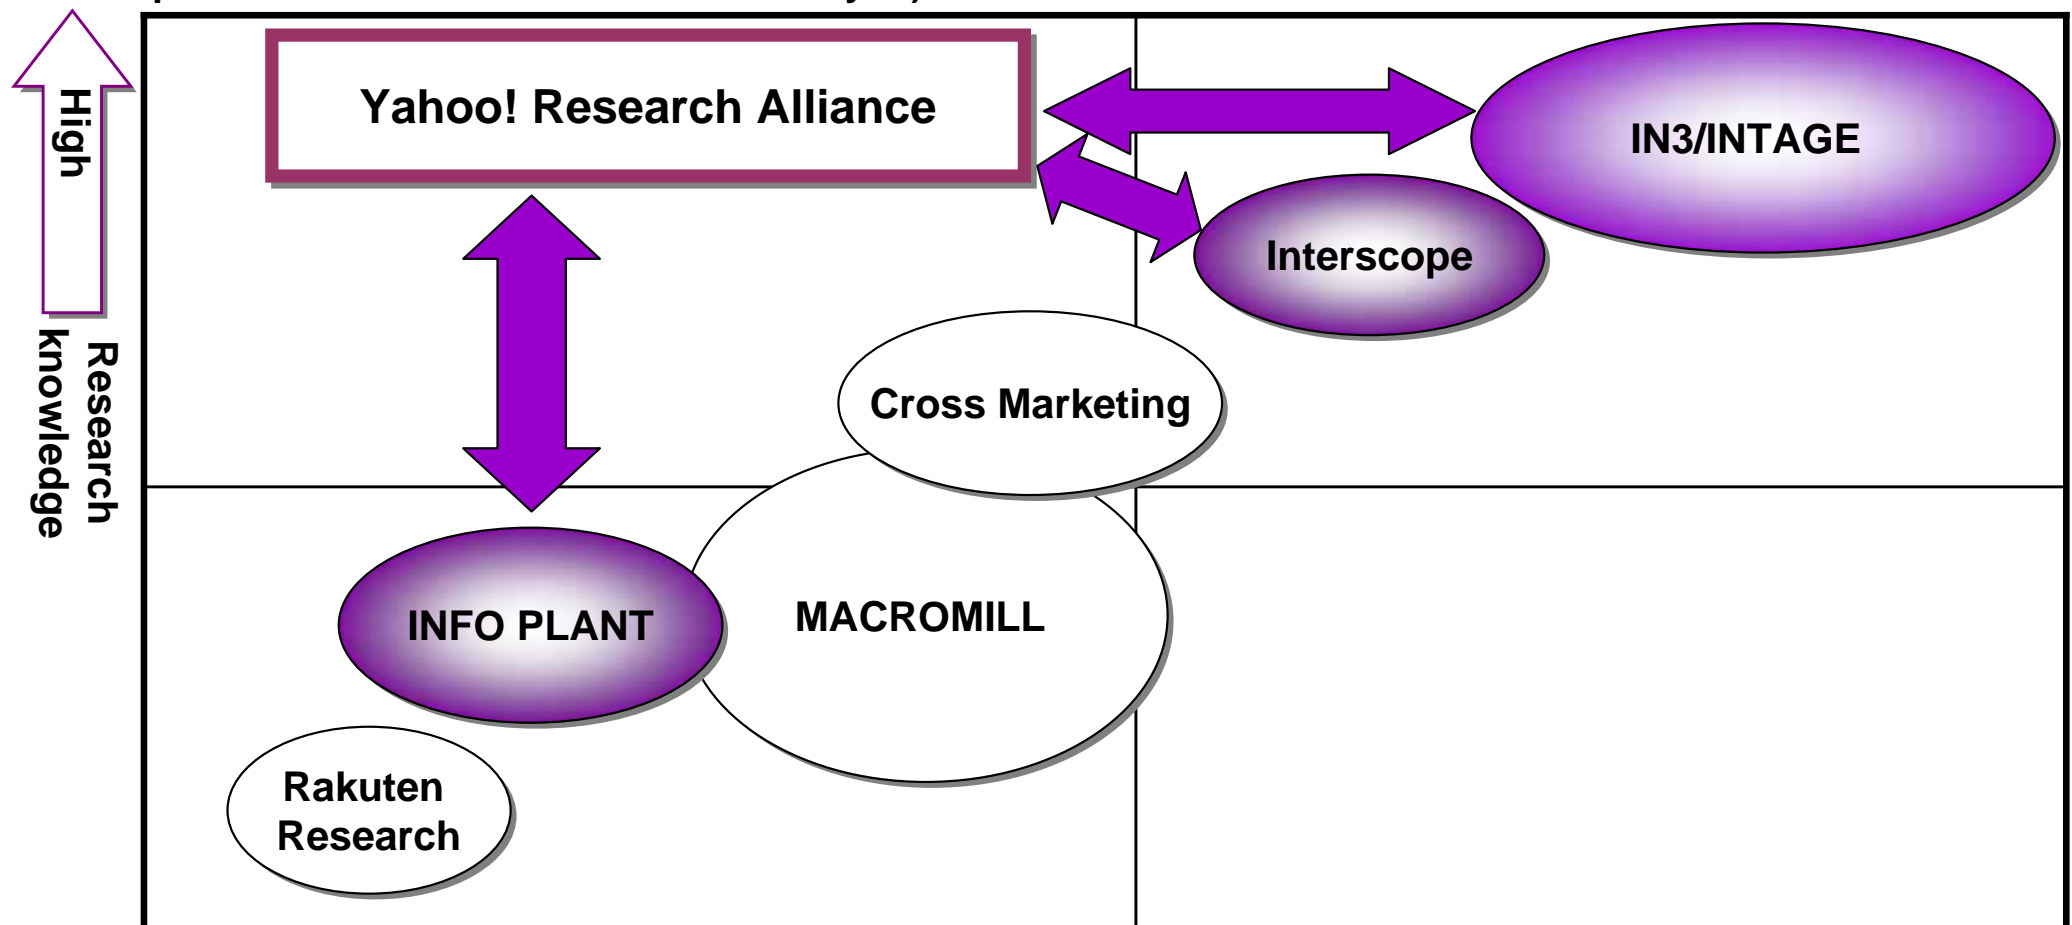 High
Research
knowledge
Yahoo! Research Alliance
IN3/INTAGE
Interscope
Cross Marketing
INFO PLANT
MACROMILL
Rakuten
Research